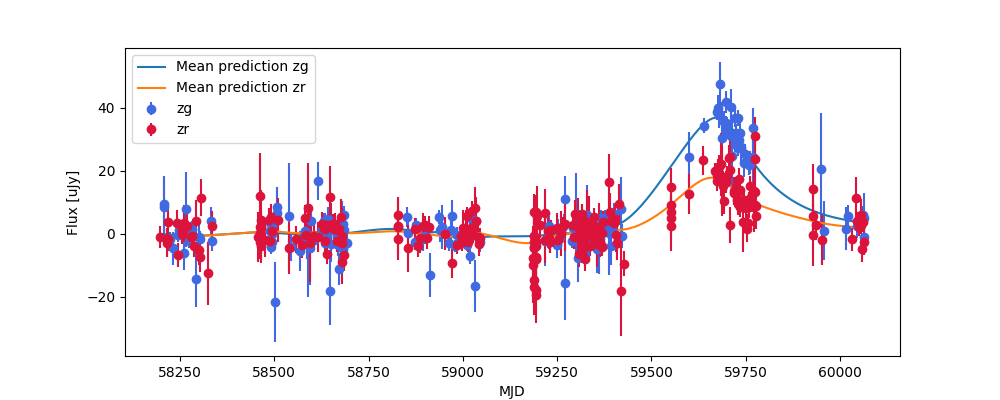 Mean prediction zg
Mean prediction zr
zg
zr
Flux [uJy]
40
20
0
−20
58250 58500 58750 59000 59250 59500 59750 60000
MJD